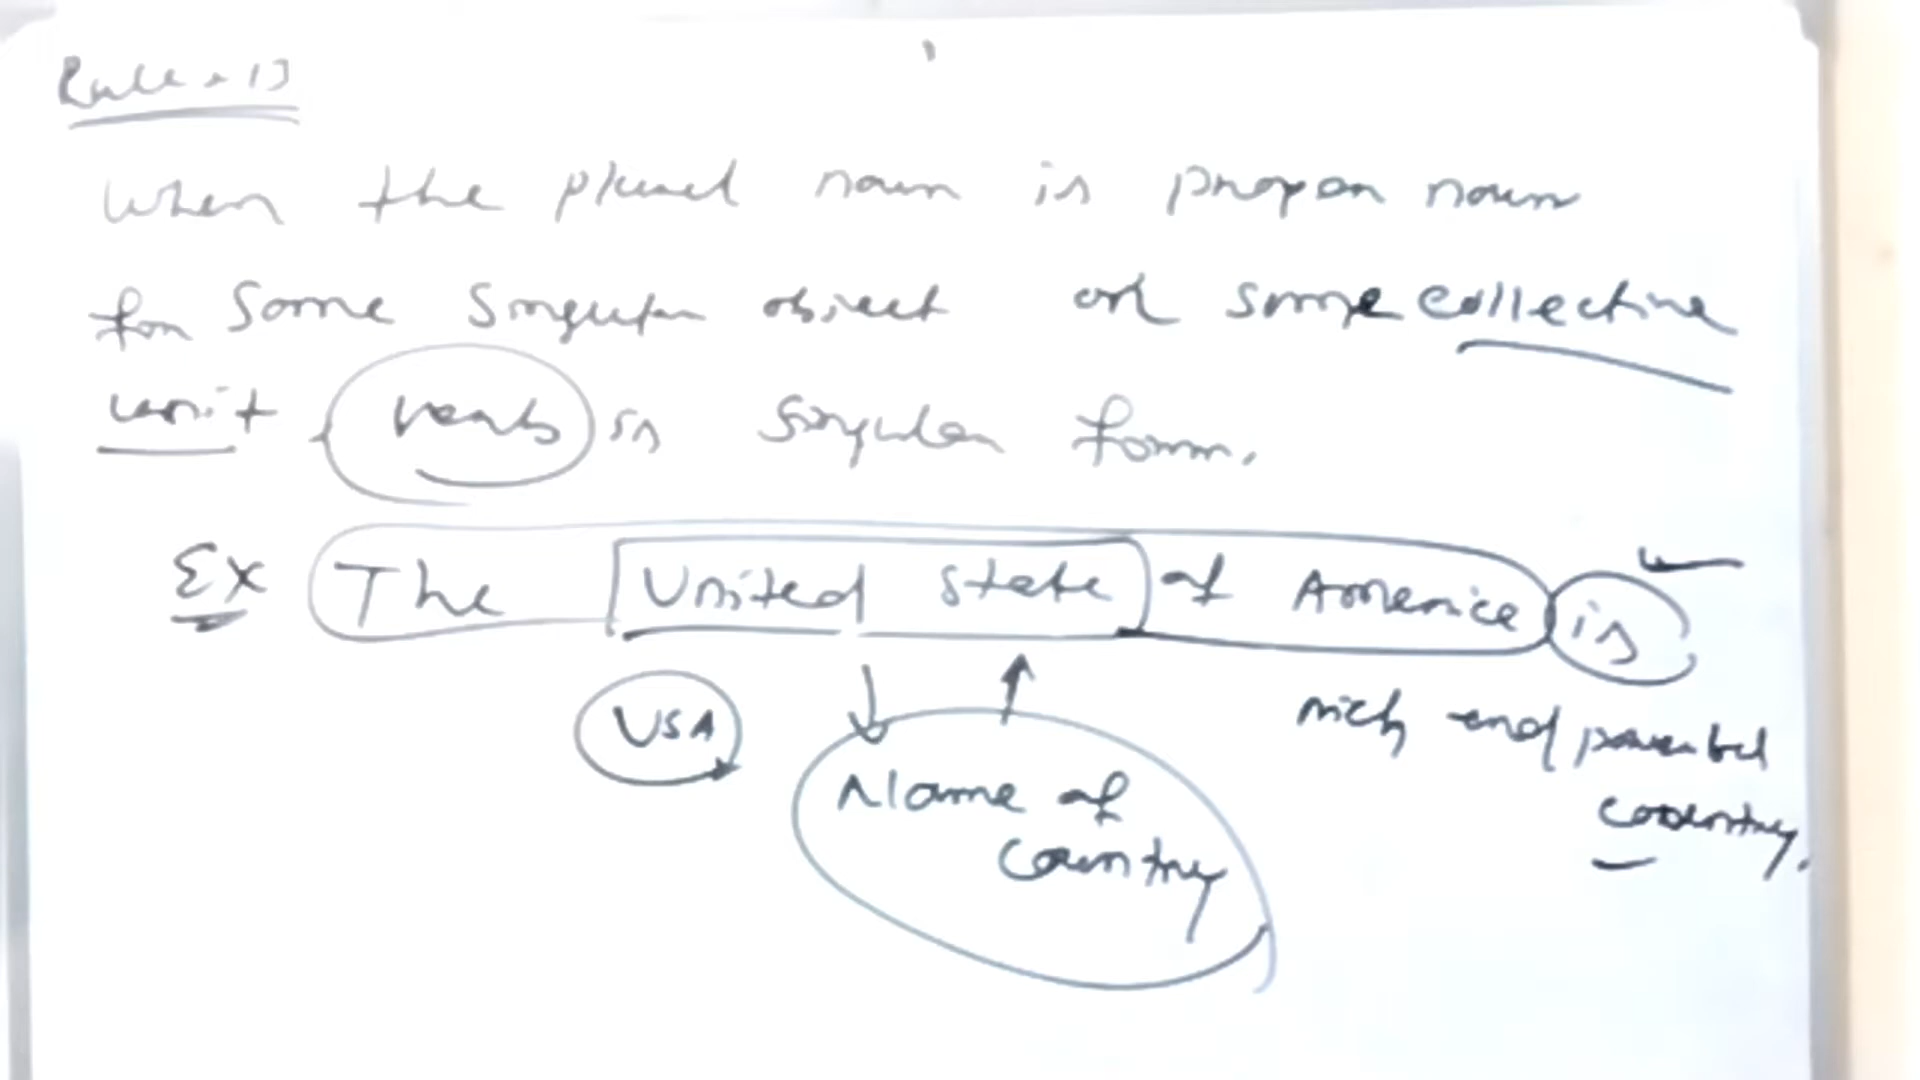 Rule - 13
When the plural noun is proper noun
for some singular object or some collective
unit verb is singular form.
Ex The United State of America is
rich and powerful
country.
USA
Name of
country